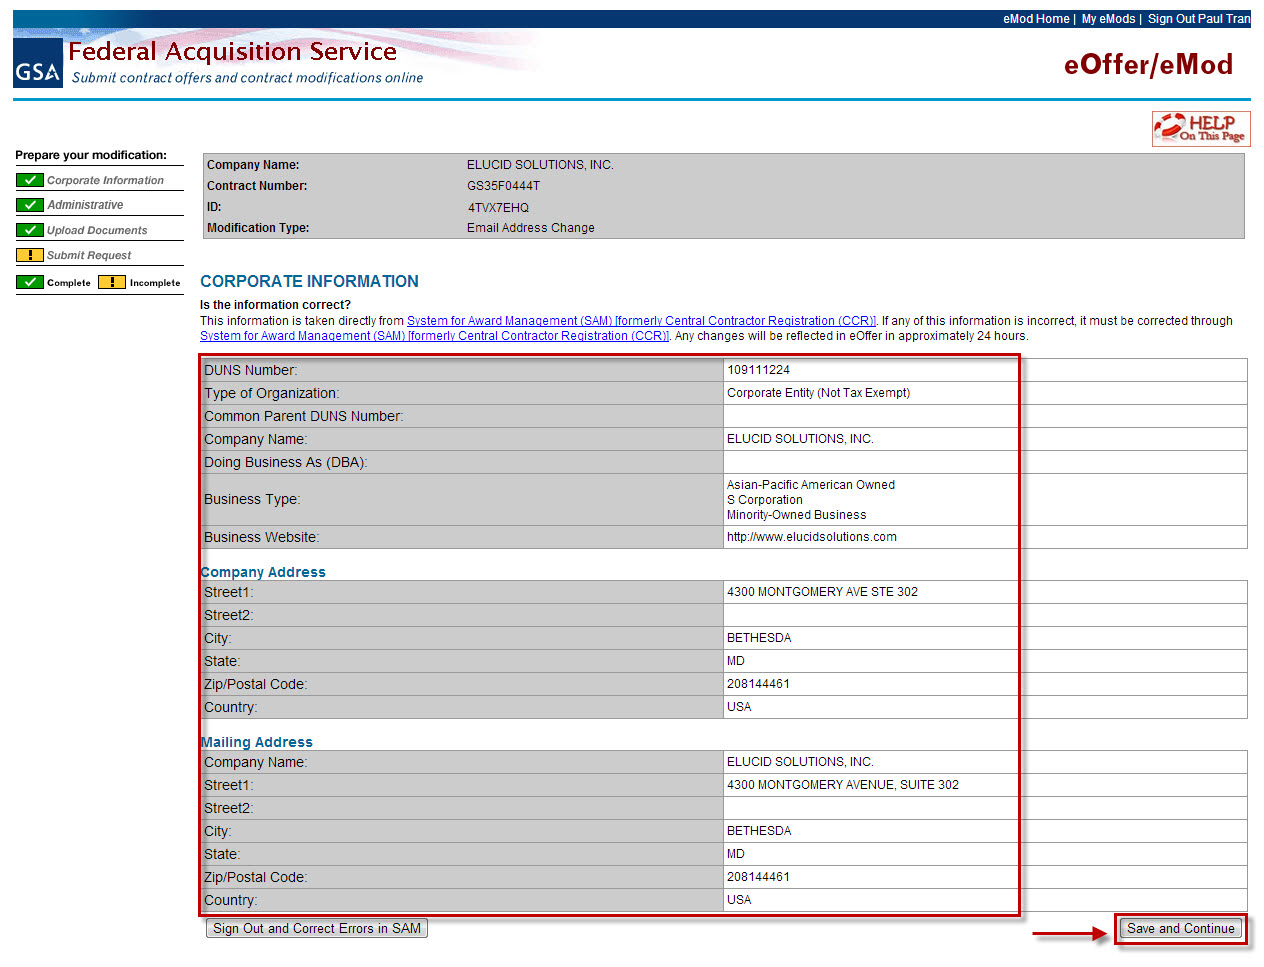 eMod Home | My eMods | Sign Out Paul Tran
GSA
Federal Acquisition Service
Submit contract offers and contract modifications online
eOffer/eMod
HELP
On This Page
Prepare your modification:
Corporate Information
Administrative
Upload Documents
! Submit Request
Complete ! Incomplete
Company Name: ELUCID SOLUTIONS, INC.
Contract Number: GS35F0444T
ID: 4TVX7EHQ
Modification Type: Email Address Change
CORPORATE INFORMATION
Is the information correct?
This information is taken directly from System for Award Management (SAM) [formerly Central Contractor Registration (CCR)]. If any of this information is incorrect, it must be corrected through
System for Award Management (SAM) [formerly Central Contractor Registration (CCR)]. Any changes will be reflected in eOffer in approximately 24 hours.
DUNS Number: 109111224
Type of Organization: Corporate Entity (Not Tax Exempt)
Common Parent DUNS Number:
Company Name: ELUCID SOLUTIONS, INC.
Doing Business As (DBA):
Business Type: Asian-Pacific American Owned
S Corporation
Minority-Owned Business
Business Website: http://www.elucidsolutions.com
Company Address
Street1: 4300 MONTGOMERY AVE STE 302
Street2:
City: BETHESDA
State: MD
Zip/Postal Code: 208144461
Country: USA
Mailing Address
Company Name: ELUCID SOLUTIONS, INC.
Street1: 4300 MONTGOMERY AVENUE, SUITE 302
Street2:
City: BETHESDA
State: MD
Zip/Postal Code: 208144461
Country: USA
Sign Out and Correct Errors in SAM
Save and Continue